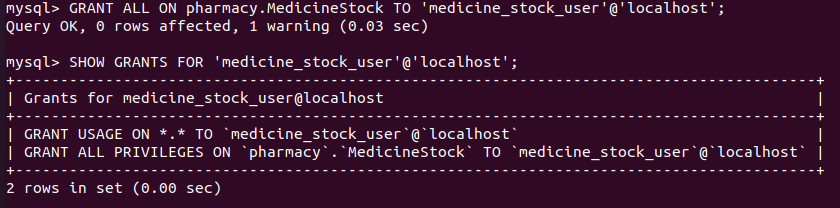 mysql> GRANT ALL ON pharmacy.MedicineStock TO 'medicine_stock_user'@'localhost';
Query OK, 0 rows affected, 1 warning (0.03 sec)
mysql> SHOW GRANTS FOR 'medicine_stock_user'@'localhost';
+-----------------------------------------------------------------------------------------+
| Grants for medicine_stock_user@localhost                                                |
+-----------------------------------------------------------------------------------------+
| GRANT USAGE ON *.* TO `medicine_stock_user`@`localhost`                                 |
| GRANT ALL PRIVILEGES ON `pharmacy`.`MedicineStock` TO `medicine_stock_user`@`localhost` |
+-----------------------------------------------------------------------------------------+
2 rows in set (0.00 sec)